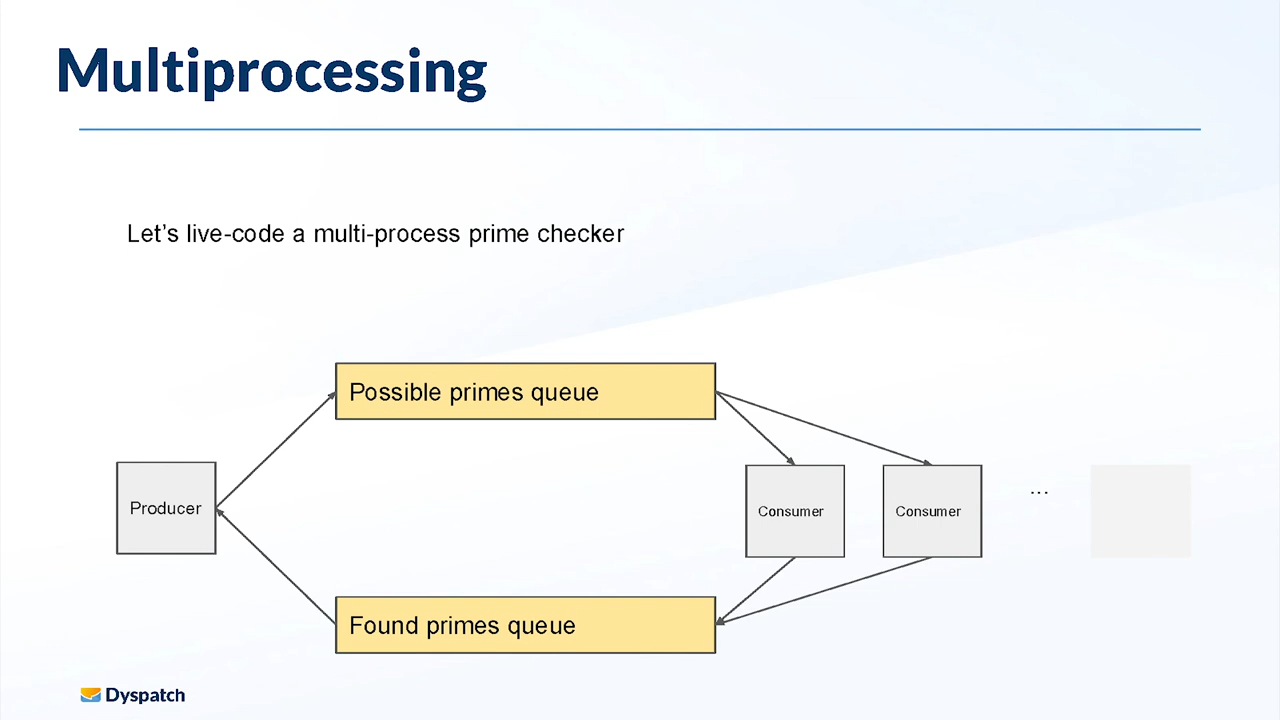 Multiprocessing
Let’s live-code a multi-process prime checker
Possible primes queue
Producer
Consumer
Consumer
...
Found primes queue
Dyspatch